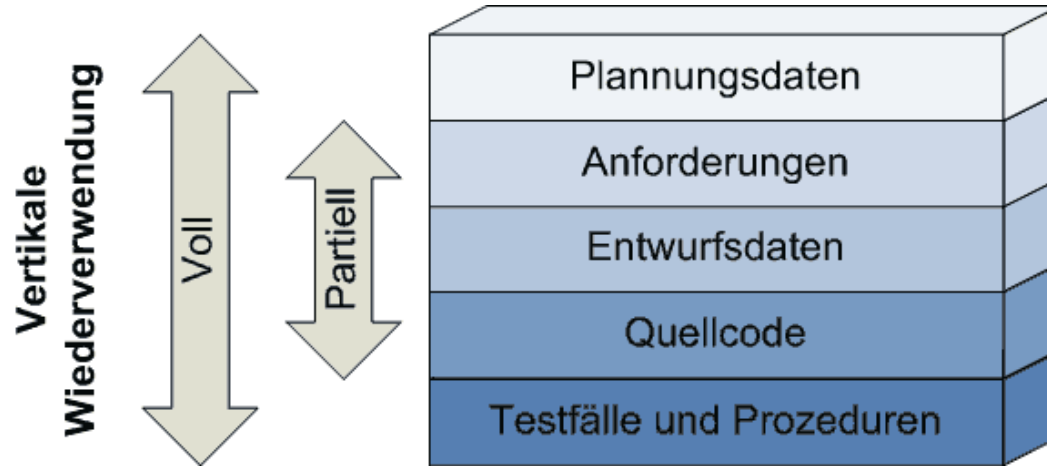 Vertikale
Wiederverwendung
Voll
Partiell
Plannungsdaten
Anforderungen
Entwurfsdaten
Quellcode
Testfälle und Prozeduren